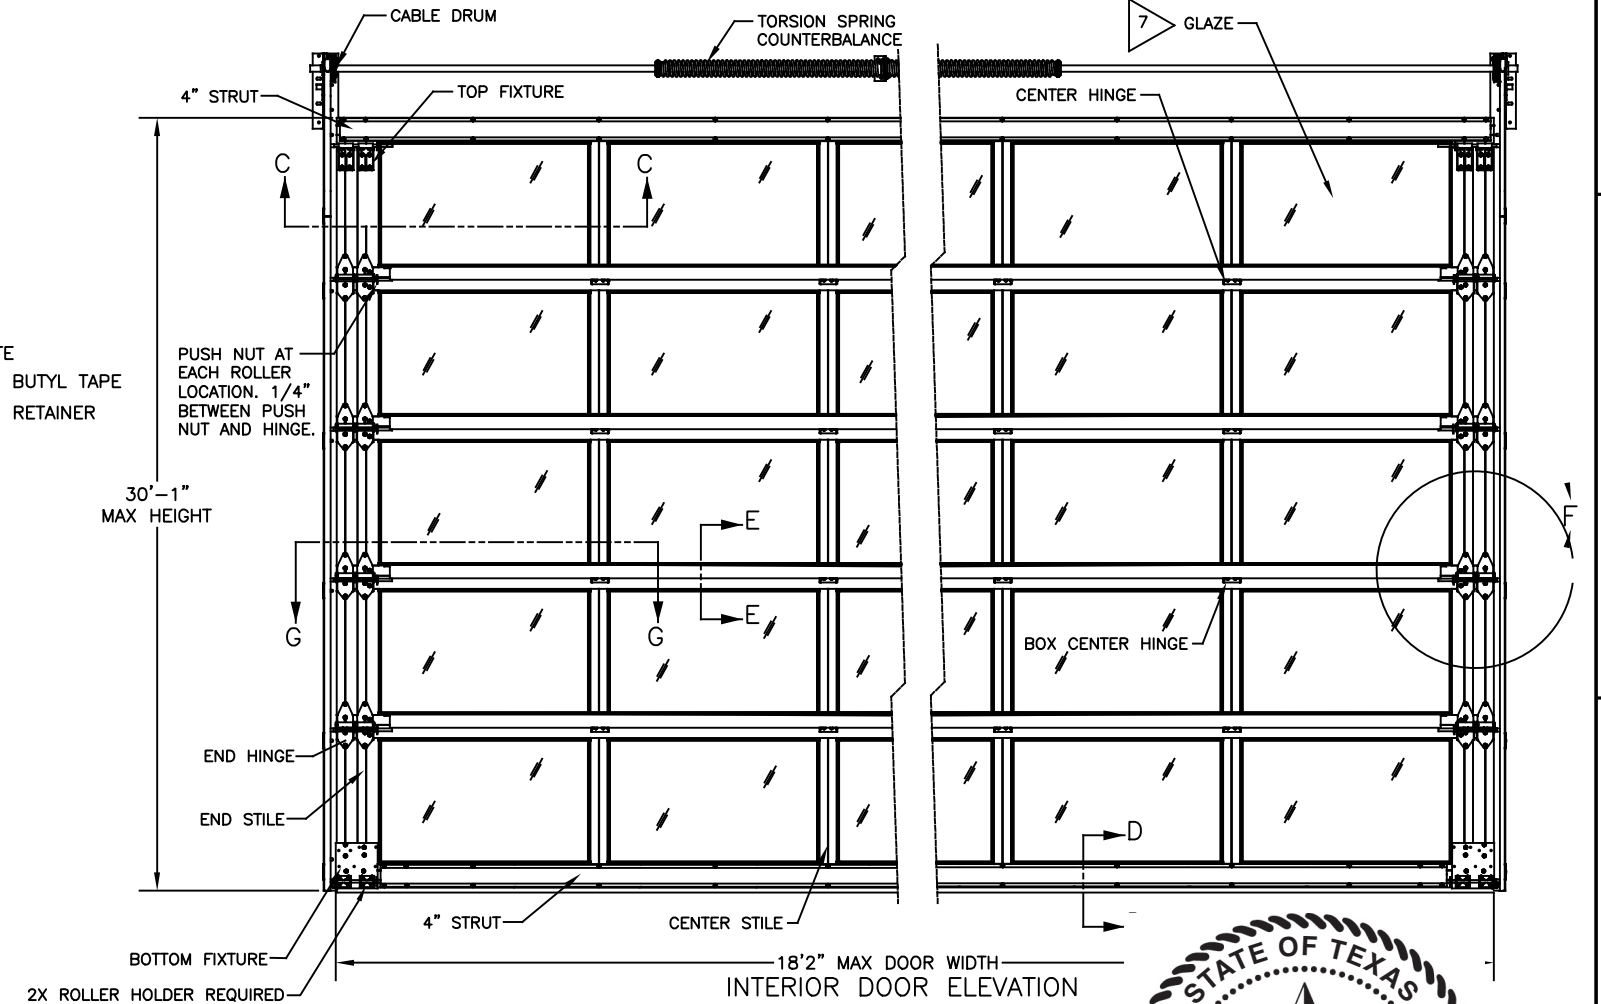 CABLE DRUM
TORSION SPRING
COUNTERBALANCE
7
GLAZE
4" STRUT
TOP FIXTURE
CENTER HINGE
C
C
PUSH NUT AT
EACH ROLLER
LOCATION. 1/4"
BETWEEN PUSH
NUT AND HINGE.
TE
BUTYL TAPE
RETAINER
30'-1"
MAX HEIGHT
E
E
F
G
G
BOX CENTER HINGE
END HINGE
END STILE
D
4" STRUT
CENTER STILE
BOTTOM FIXTURE
18'2" MAX DOOR WIDTH
INTERIOR DOOR ELEVATION
2X ROLLER HOLDER REQUIRED
STATE OF TEXAS